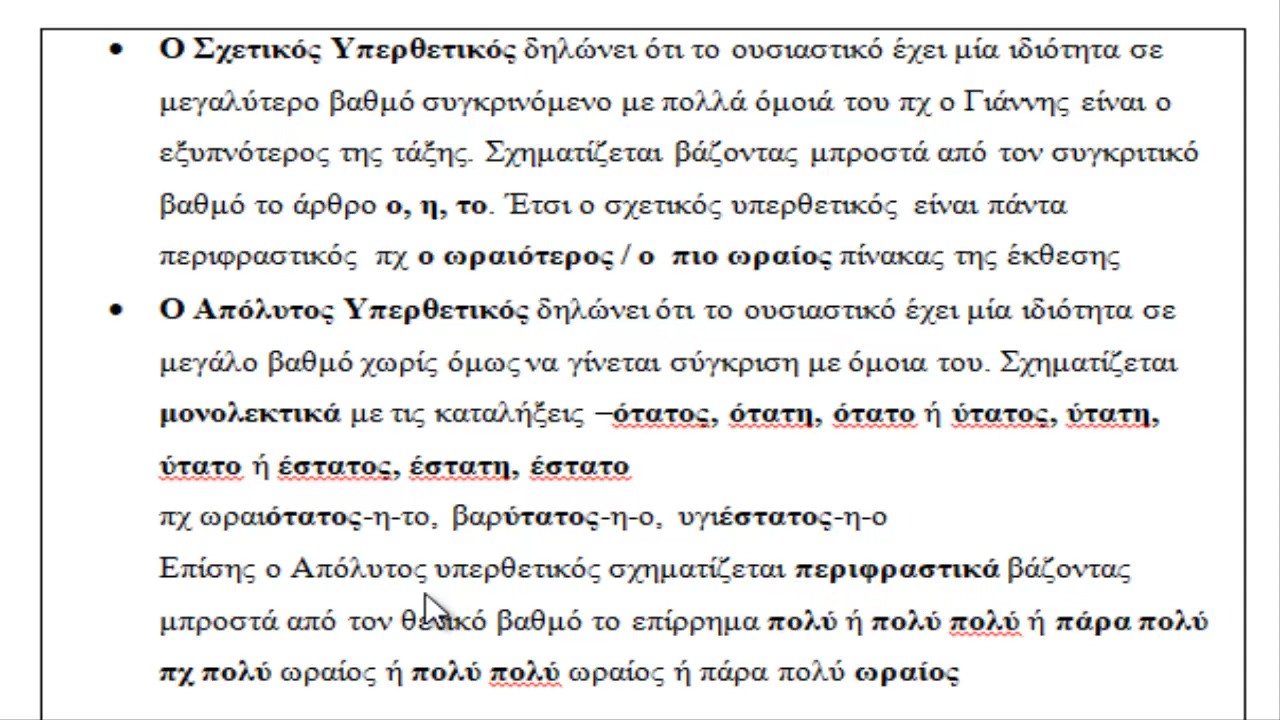 • Ο Σχετικός Υπερθετικός δηλώνει ότι το ουσιαστικό έχει μία ιδιότητα σε
μεγαλύτερο βαθμό συγκρινόμενο με πολλά όμοιά του πχ ο Γιάννης είναι ο
εξυπνότερος της τάξης. Σχηματίζεται βάζοντας μπροστά από τον συγκριτικό
βαθμό το άρθρο ο, η, το. Έτσι ο σχετικός υπερθετικός είναι πάντα
περιφραστικός πχ ο ωραιότερος / ο πιο ωραίος πίνακας της έκθεσης
• Ο Απόλυτος Υπερθετικός δηλώνει ότι το ουσιαστικό έχει μία ιδιότητα σε
μεγάλο βαθμό χωρίς όμως να γίνεται σύγκριση με όμοια του. Σχηματίζεται
μονολεκτικά με τις καταλήξεις –ότατος, ότατη, ότατο ή ύτατος, ύτατη,
ύτατο ή έστατος, έστατη, έστατο
πχ ωραιότατος-η-το, βαρύτατος-η-ο, υγιέστατος-η-ο
Επίσης ο Απόλυτος υπερθετικός σχηματίζεται περιφραστικά βάζοντας
μπροστά από τον θετικό βαθμό το επίρρημα πολύ ή πολύ πολύ ή πάρα πολύ
πχ πολύ ωραίος ή πολύ πολύ ωραίος ή πάρα πολύ ωραίος